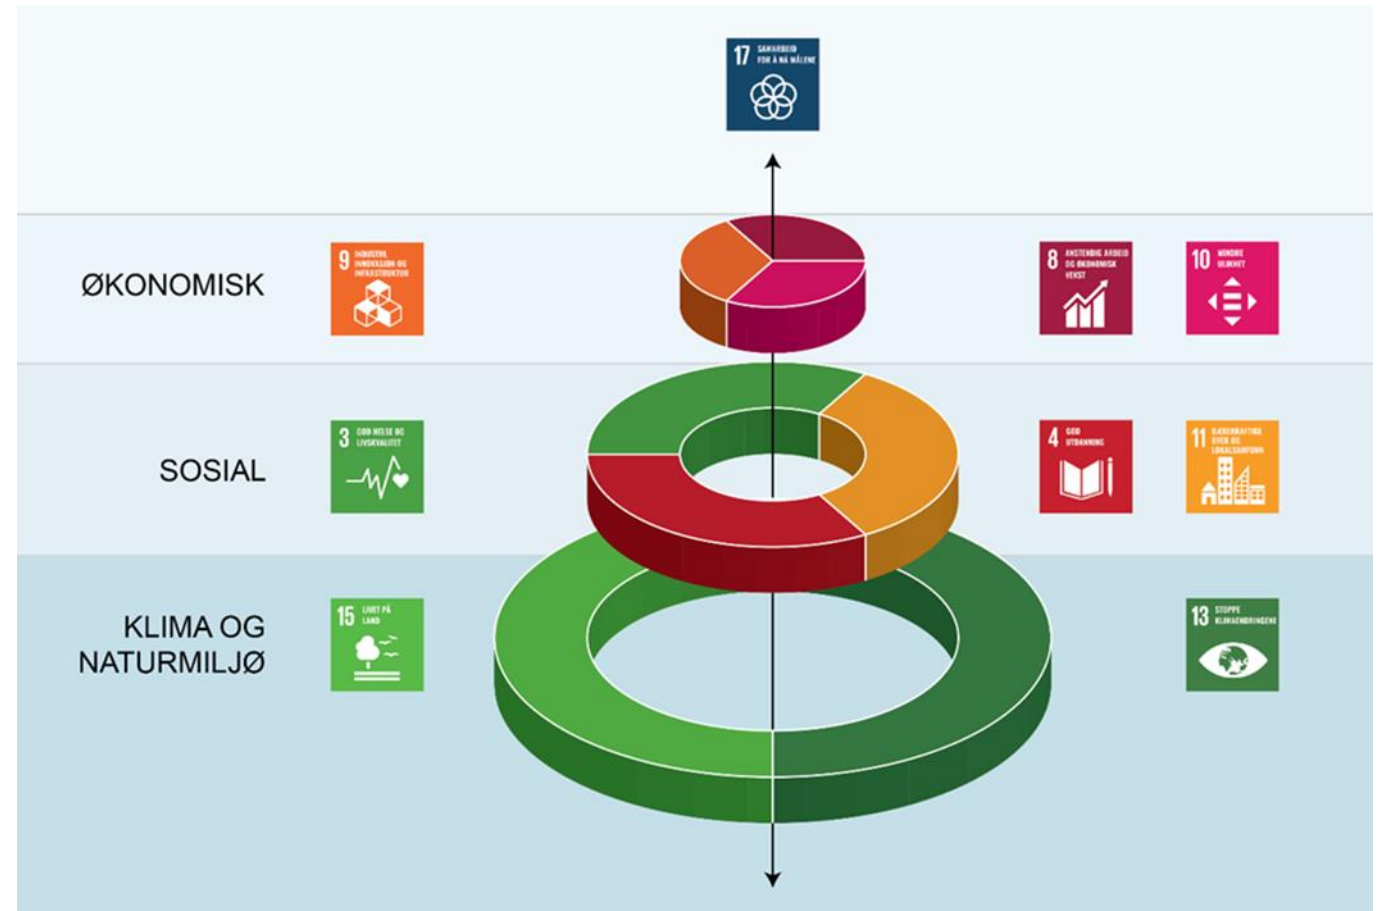 17 SAMARBEID
FOR Å NÅ MÅLENE
ØKONOMISK
9 INDUSTRI,
INNOVASJON OG
INFRASTRUKTUR
8 ANSTENDIG ARBEID
OG ØKONOMISK
VEKST
10 MINDRE
ULIKHET
SOSIAL
3 GOD HELSE OG
LIVSKVALITET
4 GOD
UTDANNING
11 BÆREKRAFTIGE
BYER OG
LOKALSAMFUNN
KLIMA OG
NATURMILJØ
15 LIVET PÅ
LAND
13 STOPPE
KLIMAENDRINGENE